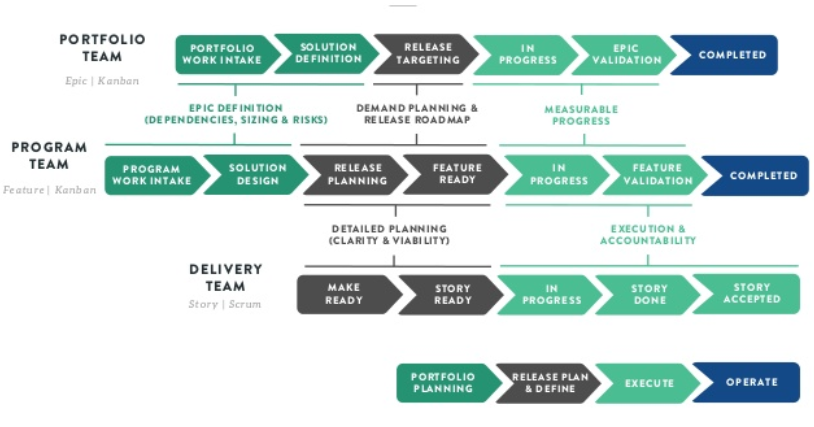 PORTFOLIO
TEAM
Epic | Kanban
PORTFOLIO
WORK INTAKE
SOLUTION
DEFINITION
RELEASE
TARGETING
IN
PROGRESS
EPIC
VALIDATION
COMPLETED
EPIC DEFINITION
(DEPENDENCIES, SIZING & RISKS)
DEMAND PLANNING &
RELEASE ROADMAP
MEASURABLE
PROGRESS
PROGRAM
TEAM
Feature | Kanban
PROGRAM
WORK INTAKE
SOLUTION
DESIGN
RELEASE
PLANNING
FEATURE
READY
IN
PROGRESS
FEATURE
VALIDATION
COMPLETED
DETAILED PLANNING
(CLARITY & VIABILITY)
EXECUTION &
ACCOUNTABILITY
DELIVERY
TEAM
Story | Scrum
MAKE
READY
STORY
READY
IN
PROGRESS
STORY
DONE
STORY
ACCEPTED
PORTFOLIO
PLANNING
RELEASE PLAN
& DEFINE
EXECUTE
OPERATE